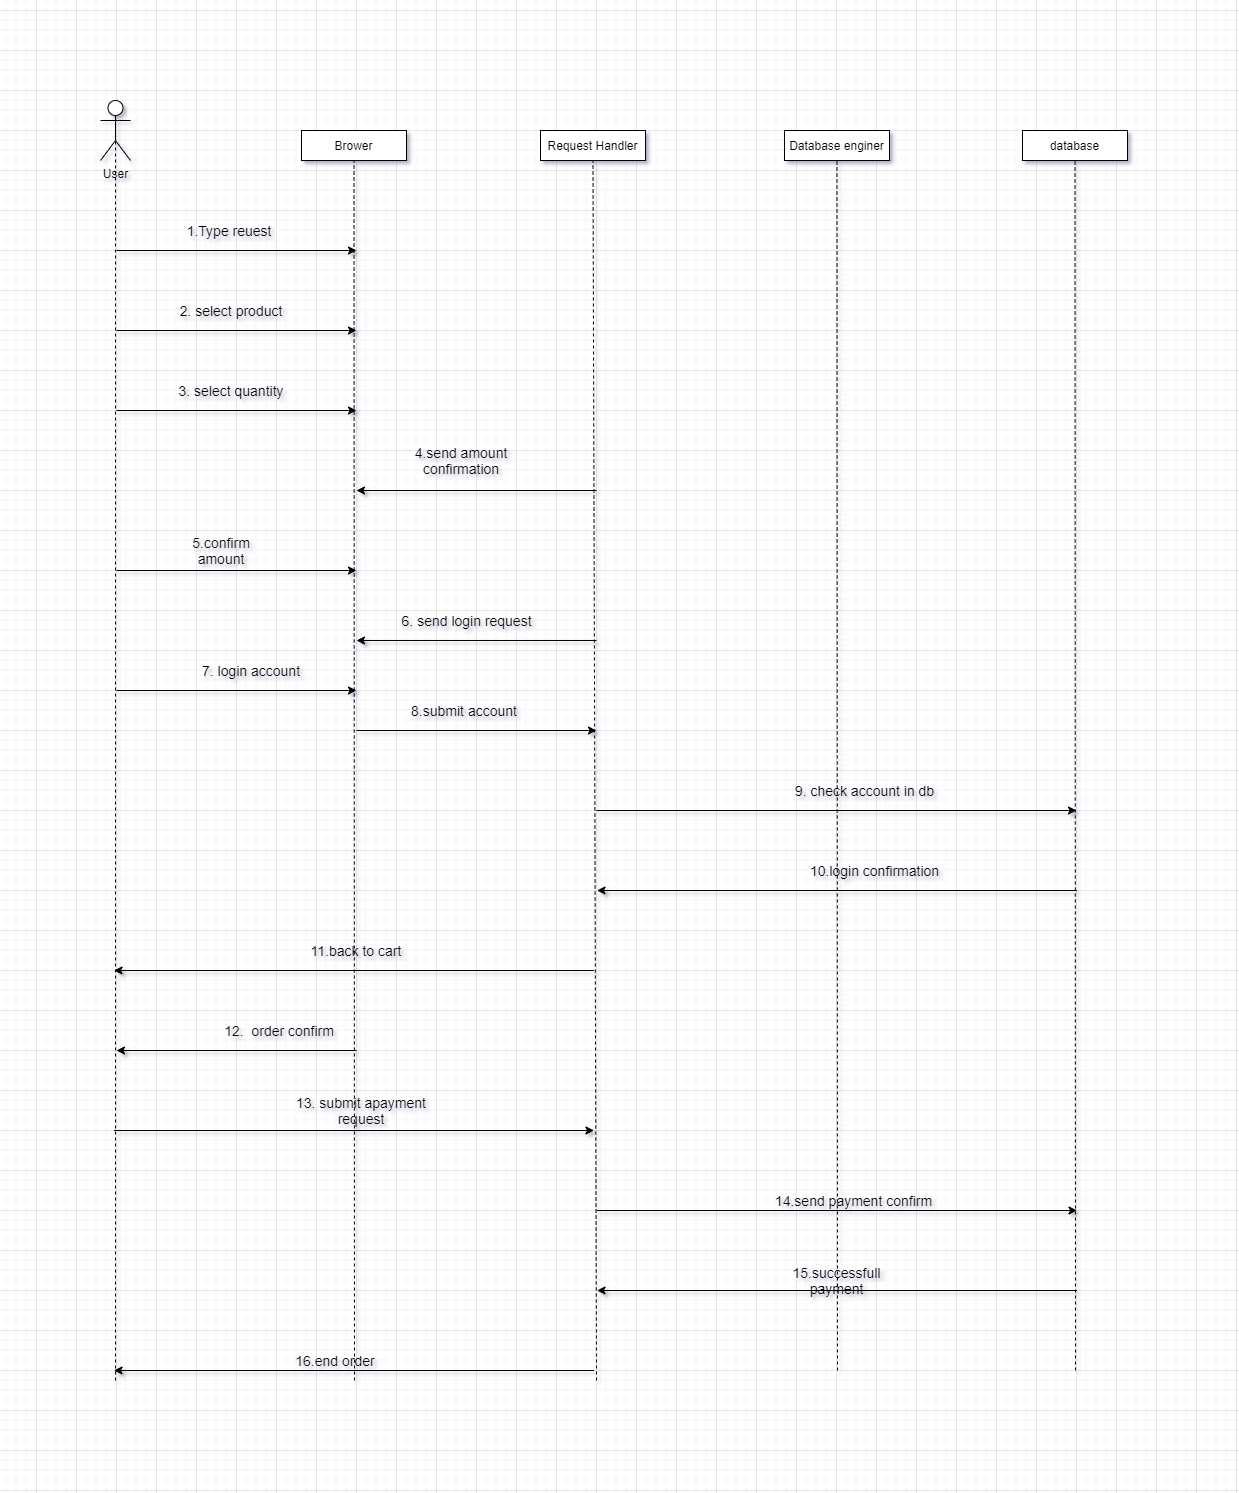 User
Brower
Request Handler
Database enginer
database
1.Type reuest
2. select product
3. select quantity
4.send amount
confirmation
5.confirm
amount
6. send login request
7. login account
8.submit account
9. check account in db
10.login confirmation
11.back to cart
12.  order confirm
13. submit apayment
request
14.send payment confirm
15.successfull
payment
16.end order